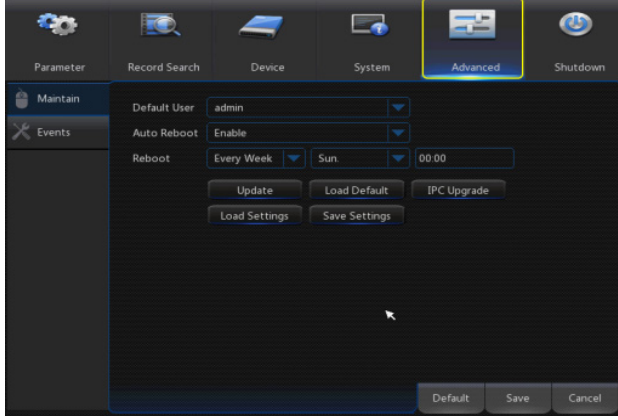 Parameter Record Search Device System Advanced Shutdown
Maintain
Events
Default User admin
Auto Reboot Enable
Reboot Every Week Sun. 00:00
Update Load Default IPC Upgrade
Load Settings Save Settings
Default Save Cancel